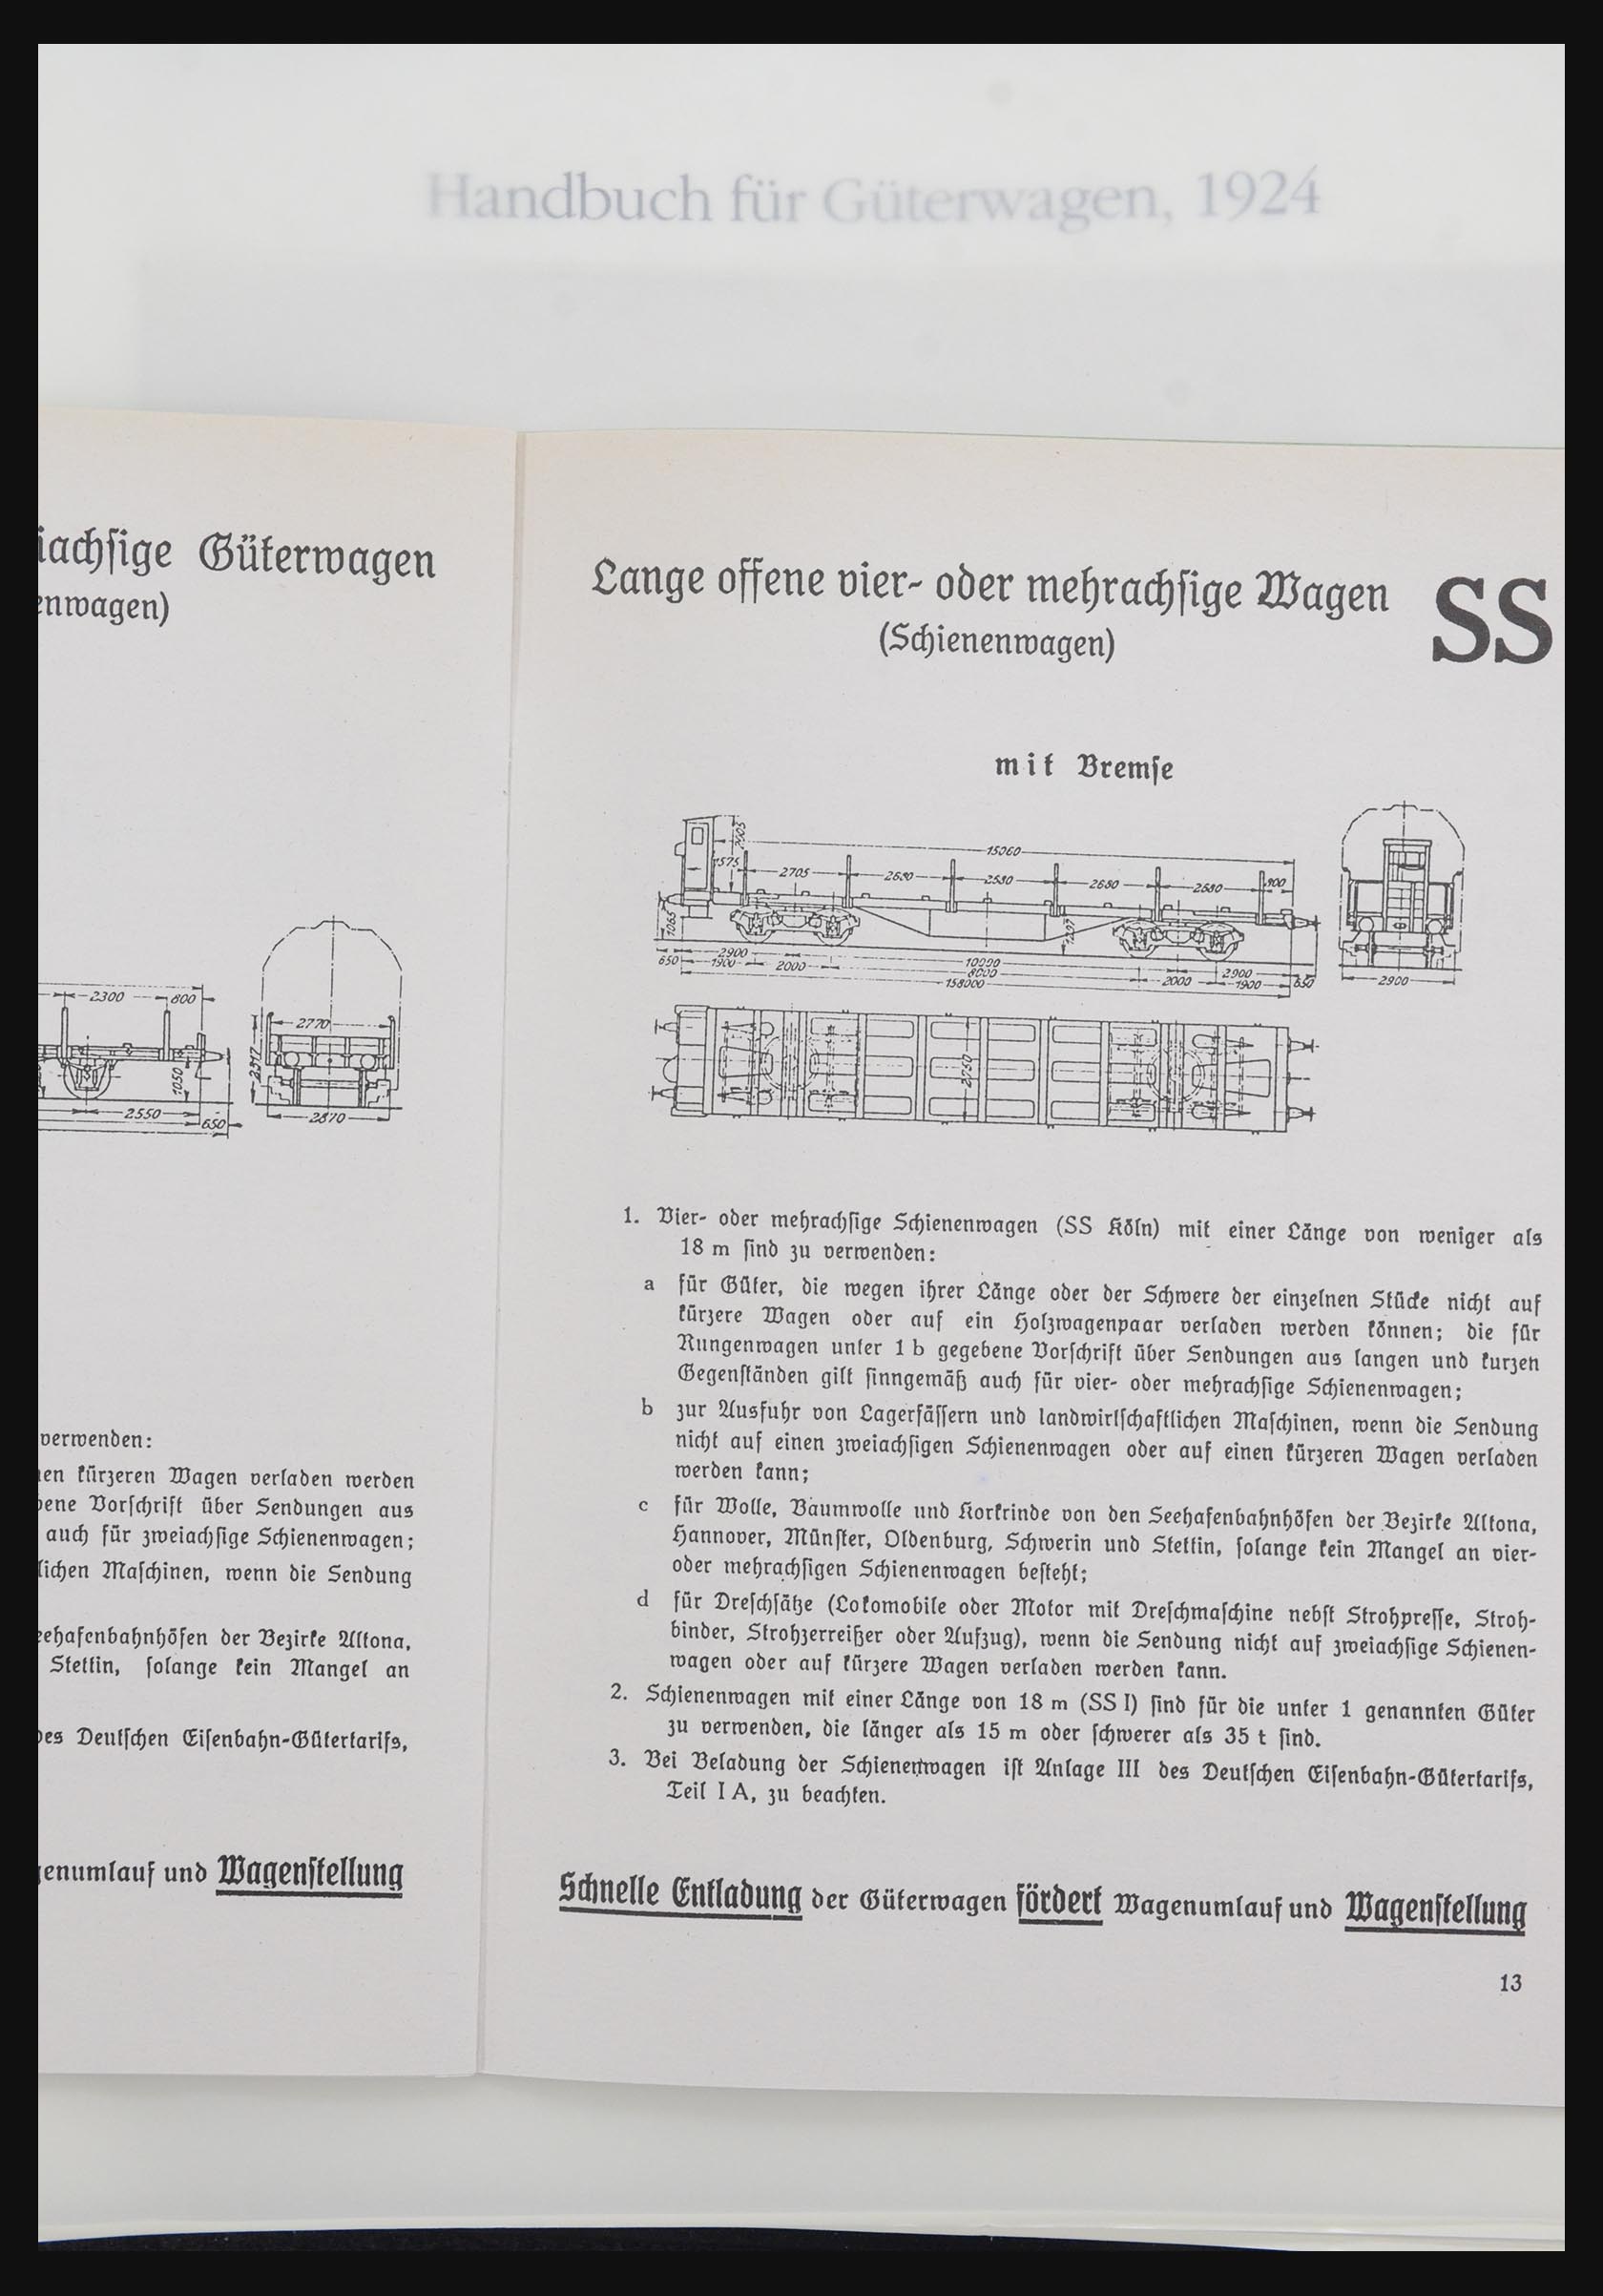 Handbuch für Güterwagen, 1924
iachsige Güterwagen
enwagen)
2300
800
2770
1050
2550
650
2870
verwenden:
en kürzeren Wagen verladen werden
ene Vorschrift über Sendungen aus
auch für zweiachsige Schienenwagen;
lichen Maschinen, wenn die Sendung
eehafenbahnhöfen der Bezirke Altona,
Stettin, solange kein Mangel an
des Deutschen Eisenbahn-Gütertarifs,
genumlauf und Wagenstellung
Lange offene vier- oder mehrachsige Wagen SS
(Schienenwagen)
mit Bremse
15060
1575
2705
2680
2580
2680
2680
1065
2900
650
1900
2000
10000
8000
158000
2000
2900
1900
650
2900
2750
1. Vier- oder mehrachsige Schienenwagen (SS Köln) mit einer Länge von weniger als
18 m sind zu verwenden:
a für Güter, die wegen ihrer Länge oder der Schwere der einzelnen Stücke nicht auf
kürzere Wagen oder auf ein Holzwagenpaar verladen werden können; die für
Rungenwagen unter 1 b gegebene Vorschrift über Sendungen aus langen und kurzen
Gegenständen gilt sinngemäß auch für vier- oder mehrachsige Schienenwagen;
b zur Ausfuhr von Lagerfässern und landwirtschaftlichen Maschinen, wenn die Sendung
nicht auf einen zweiachsigen Schienenwagen oder auf einen kürzeren Wagen verladen
werden kann;
c für Wolle, Baumwolle und Korkrinde von den Seehafenbahnhöfen der Bezirke Altona,
Hannover, Münster, Oldenburg, Schwerin und Stettin, solange kein Mangel an vier-
oder mehrachsigen Schienenwagen besteht;
d für Dreschsätze (Lokomobile oder Motor mit Dreschmaschine nebst Strohpresse, Stroh-
binder, Strohzerreißer oder Aufzug), wenn die Sendung nicht auf zweiachsige Schienen-
wagen oder auf kürzere Wagen verladen werden kann.
2. Schienenwagen mit einer Länge von 18 m (SS I) sind für die unter 1 genannten Güter
zu verwenden, die länger als 15 m oder schwerer als 35 t sind.
3. Bei Beladung der Schienenwagen ist Anlage III des Deutschen Eisenbahn-Gütertarifs,
Teil I A, zu beachten.
Schnelle Entladung der Güterwagen fördert Wagenumlauf und Wagenstellung
13